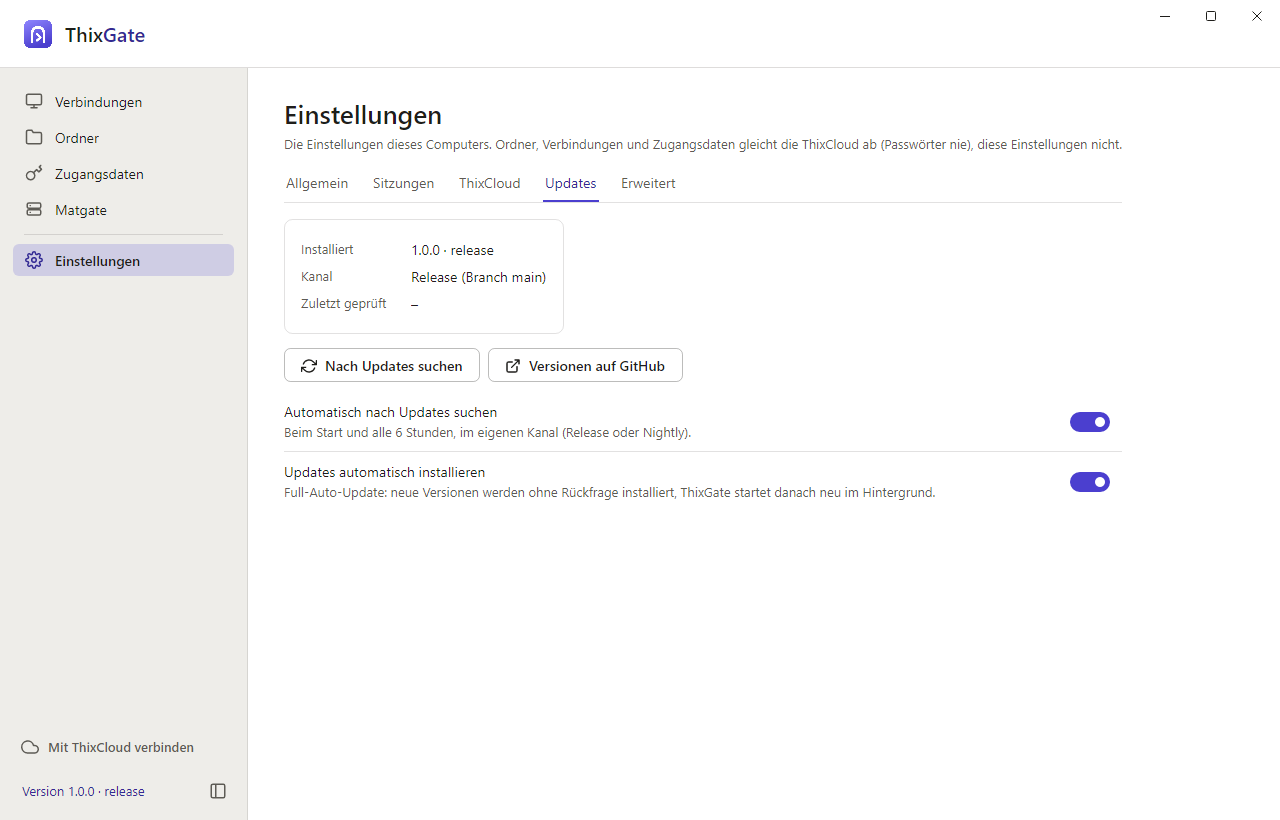 ThixGate
Verbindungen
Ordner
Zugangsdaten
Matgate
Einstellungen
Mit ThixCloud verbinden
Version 1.0.0 · release
Einstellungen
Die Einstellungen dieses Computers. Ordner, Verbindungen und Zugangsdaten gleicht die ThixCloud ab (Passwörter nie), diese Einstellungen nicht.
Allgemein Sitzungen ThixCloud Updates Erweitert
Installiert 1.0.0 · release
Kanal Release (Branch main)
Zuletzt geprüft –
Nach Updates suchen Versionen auf GitHub
Automatisch nach Updates suchen
Beim Start und alle 6 Stunden, im eigenen Kanal (Release oder Nightly).
Updates automatisch installieren
Full-Auto-Update: neue Versionen werden ohne Rückfrage installiert, ThixGate startet danach neu im Hintergrund.